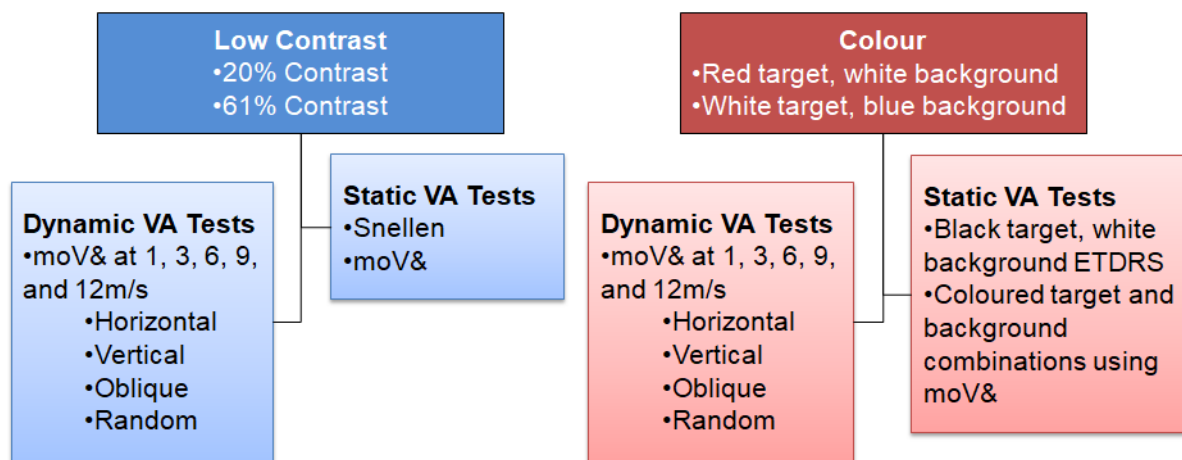 Low Contrast
•20% Contrast
•61% Contrast
Dynamic VA Tests
•moV& at 1, 3, 6, 9,
and 12m/s
•Horizontal
•Vertical
•Oblique
•Random
Static VA Tests
•Snellen
•moV&
Colour
•Red target, white background
•White target, blue background
Dynamic VA Tests
•moV& at 1, 3, 6, 9,
and 12m/s
•Horizontal
•Vertical
•Oblique
•Random
Static VA Tests
•Black target, white
background ETDRS
•Coloured target and
background
combinations using
moV&